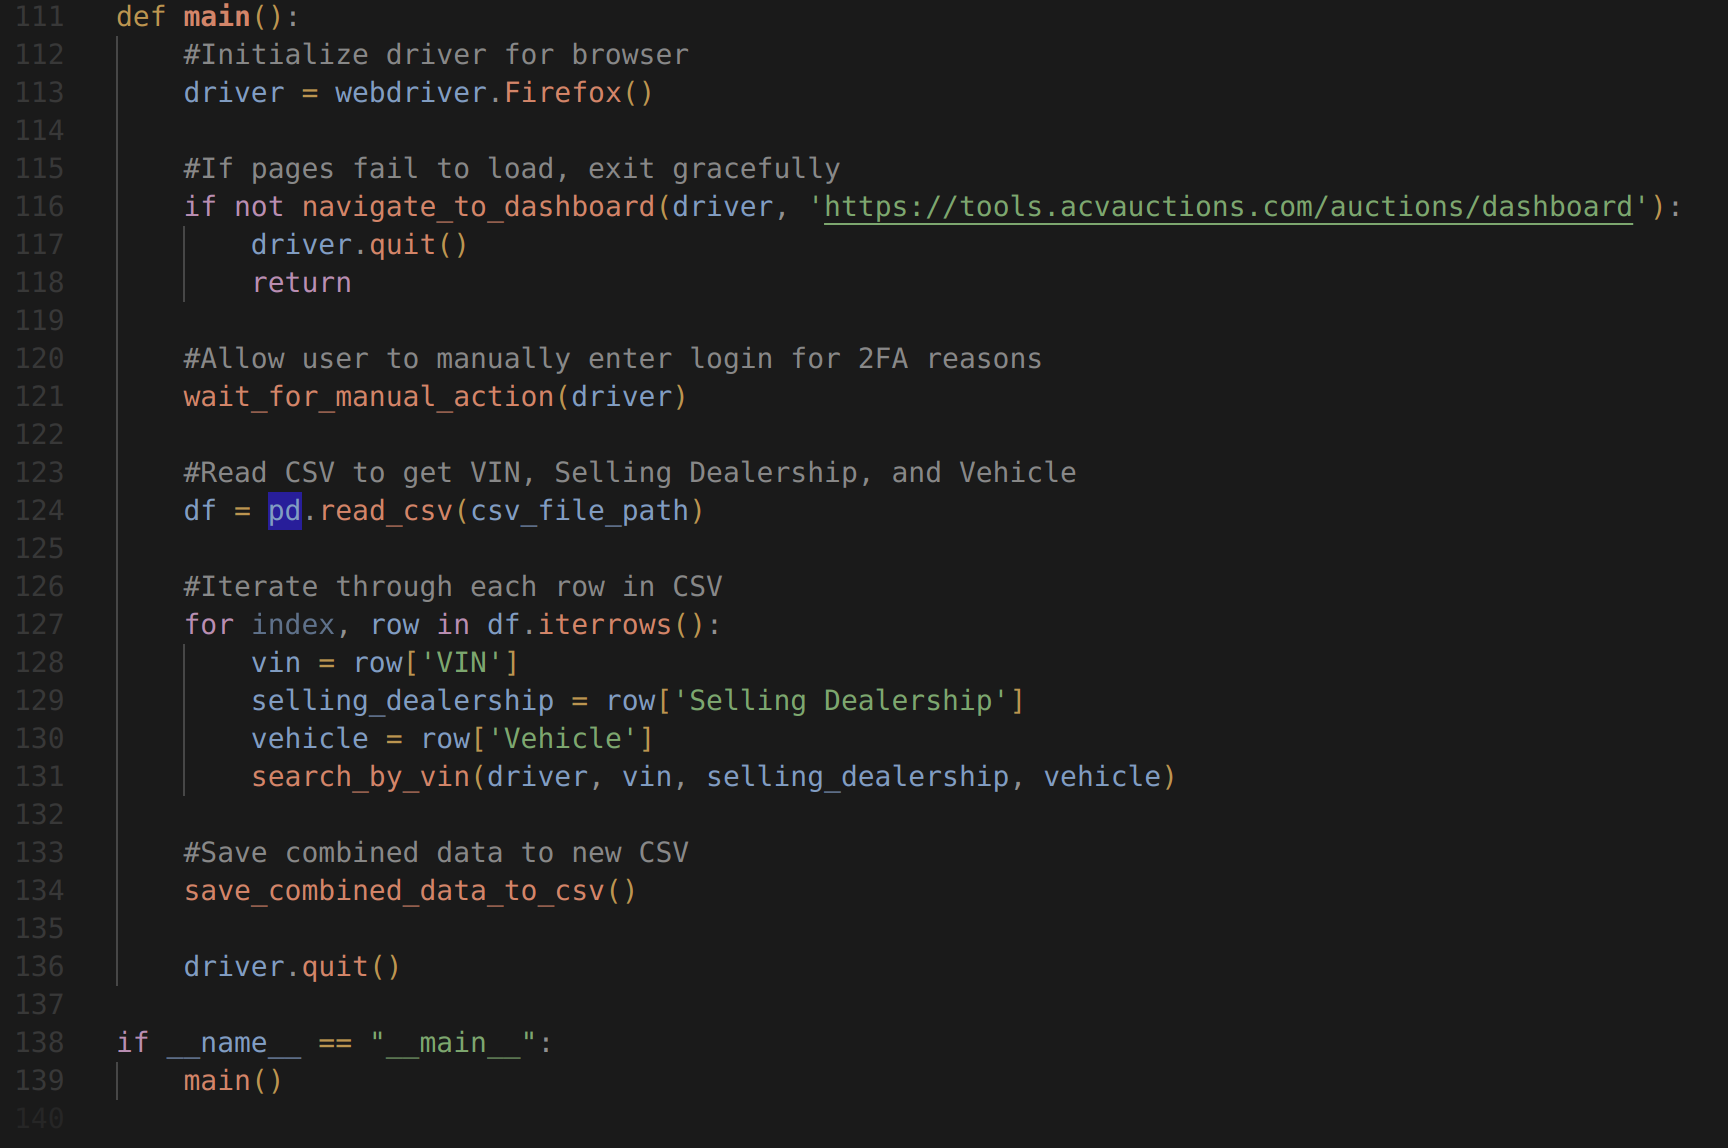 111 def main():
112     #Initialize driver for browser
113     driver = webdriver.Firefox()
114
115     #If pages fail to load, exit gracefully
116     if not navigate_to_dashboard(driver, 'https://tools.acvauctions.com/auctions/dashboard'):
117         driver.quit()
118         return
119
120     #Allow user to manually enter login for 2FA reasons
121     wait_for_manual_action(driver)
122
123     #Read CSV to get VIN, Selling Dealership, and Vehicle
124     df = pd.read_csv(csv_file_path)
125
126     #Iterate through each row in CSV
127     for index, row in df.iterrows():
128         vin = row['VIN']
129         selling_dealership = row['Selling Dealership']
130         vehicle = row['Vehicle']
131         search_by_vin(driver, vin, selling_dealership, vehicle)
132
133     #Save combined data to new CSV
134     save_combined_data_to_csv()
135
136     driver.quit()
137
138 if __name__ == "__main__":
139     main()
140